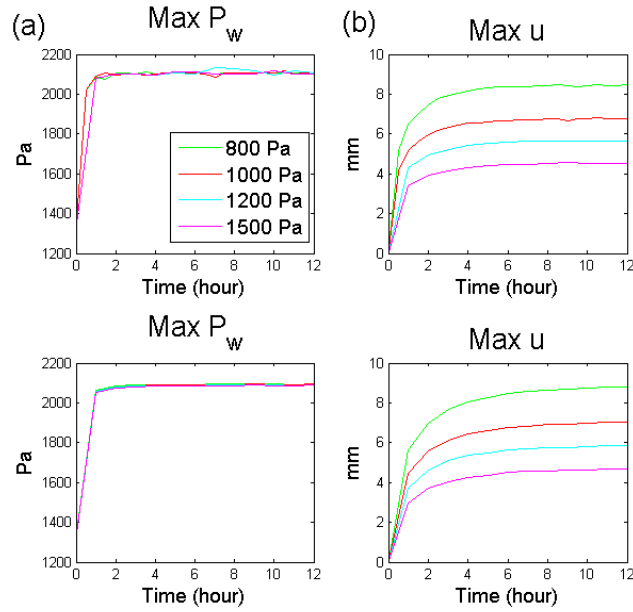 (a)
Max P_w
2200
2000
1800
1600
1400
1200
Pa
800 Pa
1000 Pa
1200 Pa
1500 Pa
0 2 4 6 8 10 12
Time (hour)
(b)
Max u
10
8
6
4
2
0
mm
0 2 4 6 8 10 12
Time (hour)
Max P_w
2200
2000
1800
1600
1400
1200
Pa
0 2 4 6 8 10 12
Time (hour)
Max u
10
8
6
4
2
0
mm
0 2 4 6 8 10 12
Time (hour)